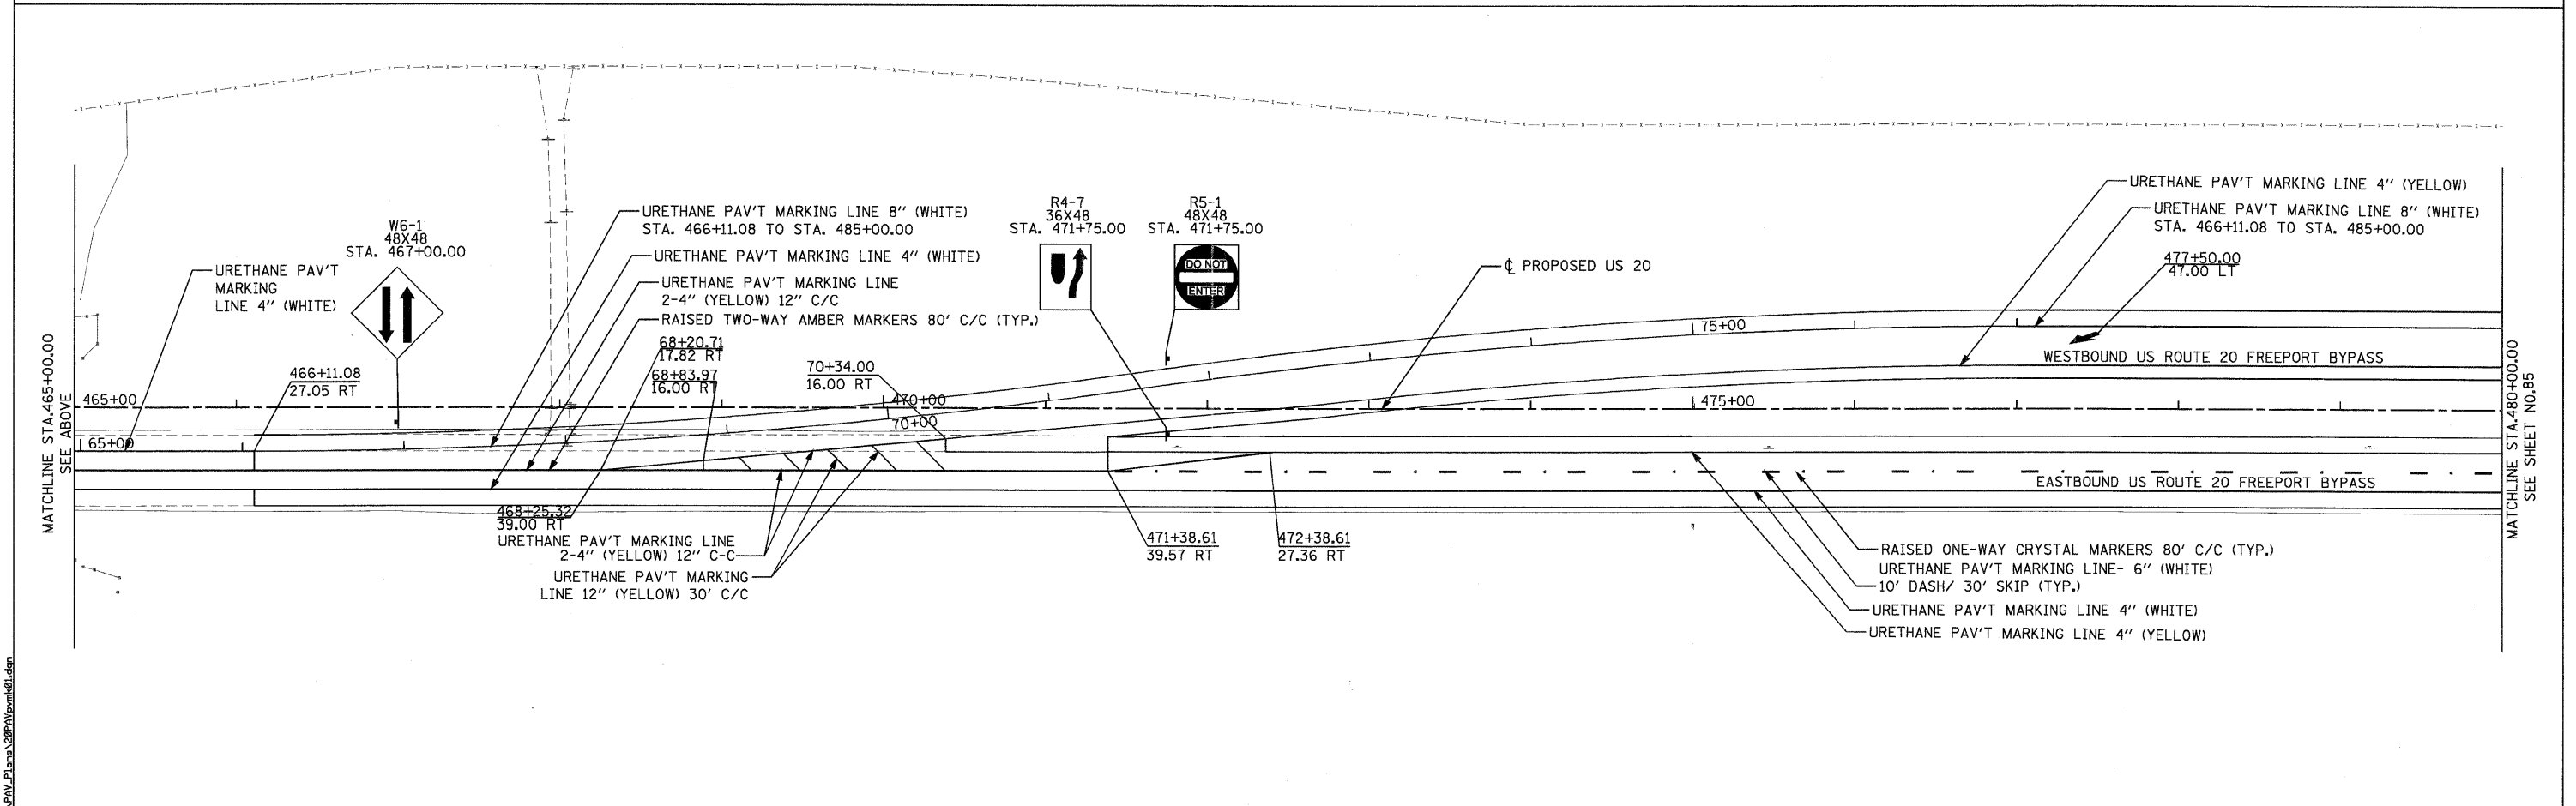 W6-1
48X48
STA. 467+00.00
URETHANE PAV'T
MARKING
LINE 4" (WHITE)
URETHANE PAV'T MARKING LINE 8" (WHITE)
STA. 466+11.08 TO STA. 485+00.00
URETHANE PAV'T MARKING LINE 4" (WHITE)
URETHANE PAV'T MARKING LINE
2-4" (YELLOW) 12" C/C
RAISED TWO-WAY AMBER MARKERS 80' C/C (TYP.)
R4-7
36X48
STA. 471+75.00
R5-1
48X48
STA. 471+75.00
DO NOT
ENTER
℄ PROPOSED US 20
URETHANE PAV'T MARKING LINE 4" (YELLOW)
URETHANE PAV'T MARKING LINE 8" (WHITE)
STA. 466+11.08 TO STA. 485+00.00
477+50.00
47.00 LT
466+11.08
27.05 RT
68+20.71
17.82 RT
68+83.97
16.00 RT
70+34.00
16.00 RT
75+00
WESTBOUND US ROUTE 20 FREEPORT BYPASS
465+00
470+00
475+00
65+00
70+00
MATCHLINE STA.465+00.00
SEE ABOVE
MATCHLINE STA.480+00.00
SEE SHEET NO.85
EASTBOUND US ROUTE 20 FREEPORT BYPASS
468+25.32
39.00 RT
URETHANE PAV'T MARKING LINE
2-4" (YELLOW) 12" C-C
URETHANE PAV'T MARKING
LINE 12" (YELLOW) 30' C/C
471+38.61
39.57 RT
472+38.61
27.36 RT
RAISED ONE-WAY CRYSTAL MARKERS 80' C/C (TYP.)
URETHANE PAV'T MARKING LINE- 6" (WHITE)
10' DASH/ 30' SKIP (TYP.)
URETHANE PAV'T MARKING LINE 4" (WHITE)
URETHANE PAV'T MARKING LINE 4" (YELLOW)
\PAV_Plans\20PAVpvmk01.dgn